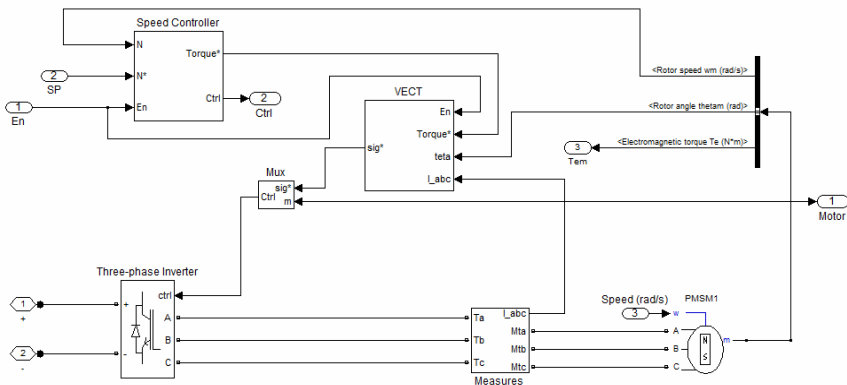 Speed Controller
N
Torque*
<Rotor speed wm (rad/s)>
2
N*
SP
Ctrl
2
Ctrl
1
En
En
VECT
<Rotor angle thetam (rad)>
En
Torque*
<Electromagnetic torque Te (N*m)>
3
Tem
sig*
teta
I_abc
Mux
sig*
Ctrl
m
1
Motor
Three-phase Inverter
ctrl
1
+
+
A
B
C
2
-
-
I_abc
Ta
Mta
Tb
Mtb
Tc
Mtc
Measures
Speed (rad/s)
3
PMSM1
w
A
B
C
N
S
m